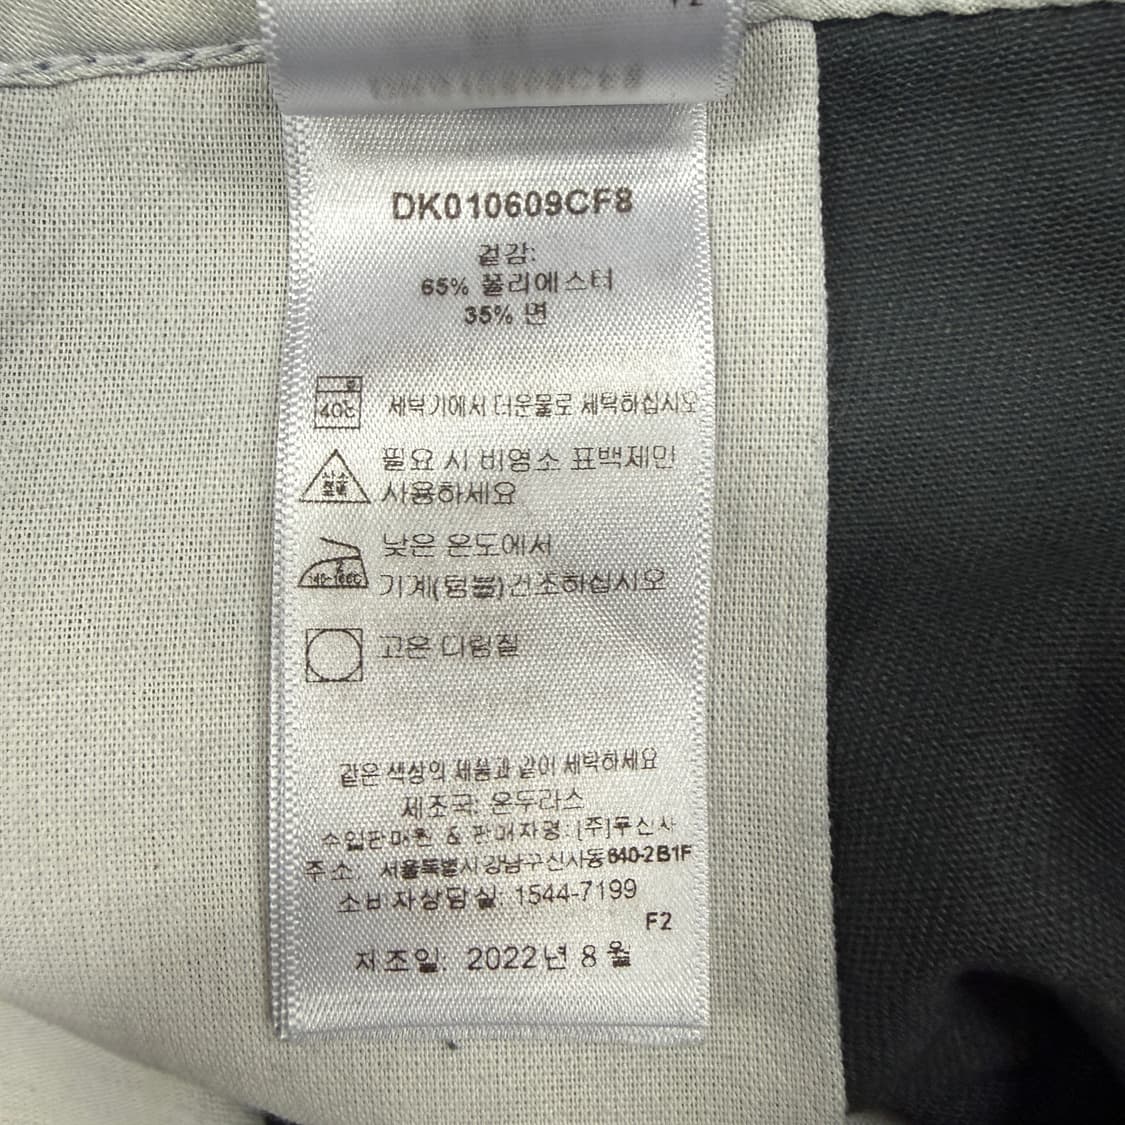 DK010609CF8
겉감:
65% 폴리에스터
35% 면
40℃ 세탁기에서 더운물로 세탁하십시오
필요 시 비염소 표백제만
사용하세요
낮은 온도에서
140-160℃ 기계(텀블)건조하십시오
고온 다림질
같은 색상의 제품과 같이 세탁하세요
제조국: 온두라스
수입판매원 & 판매자명: (주)무신사
주소: 서울특별시 강남구 신사동 640-2 B1F
소비자상담실: 1544-7199
F2
제조일: 2022년 8월